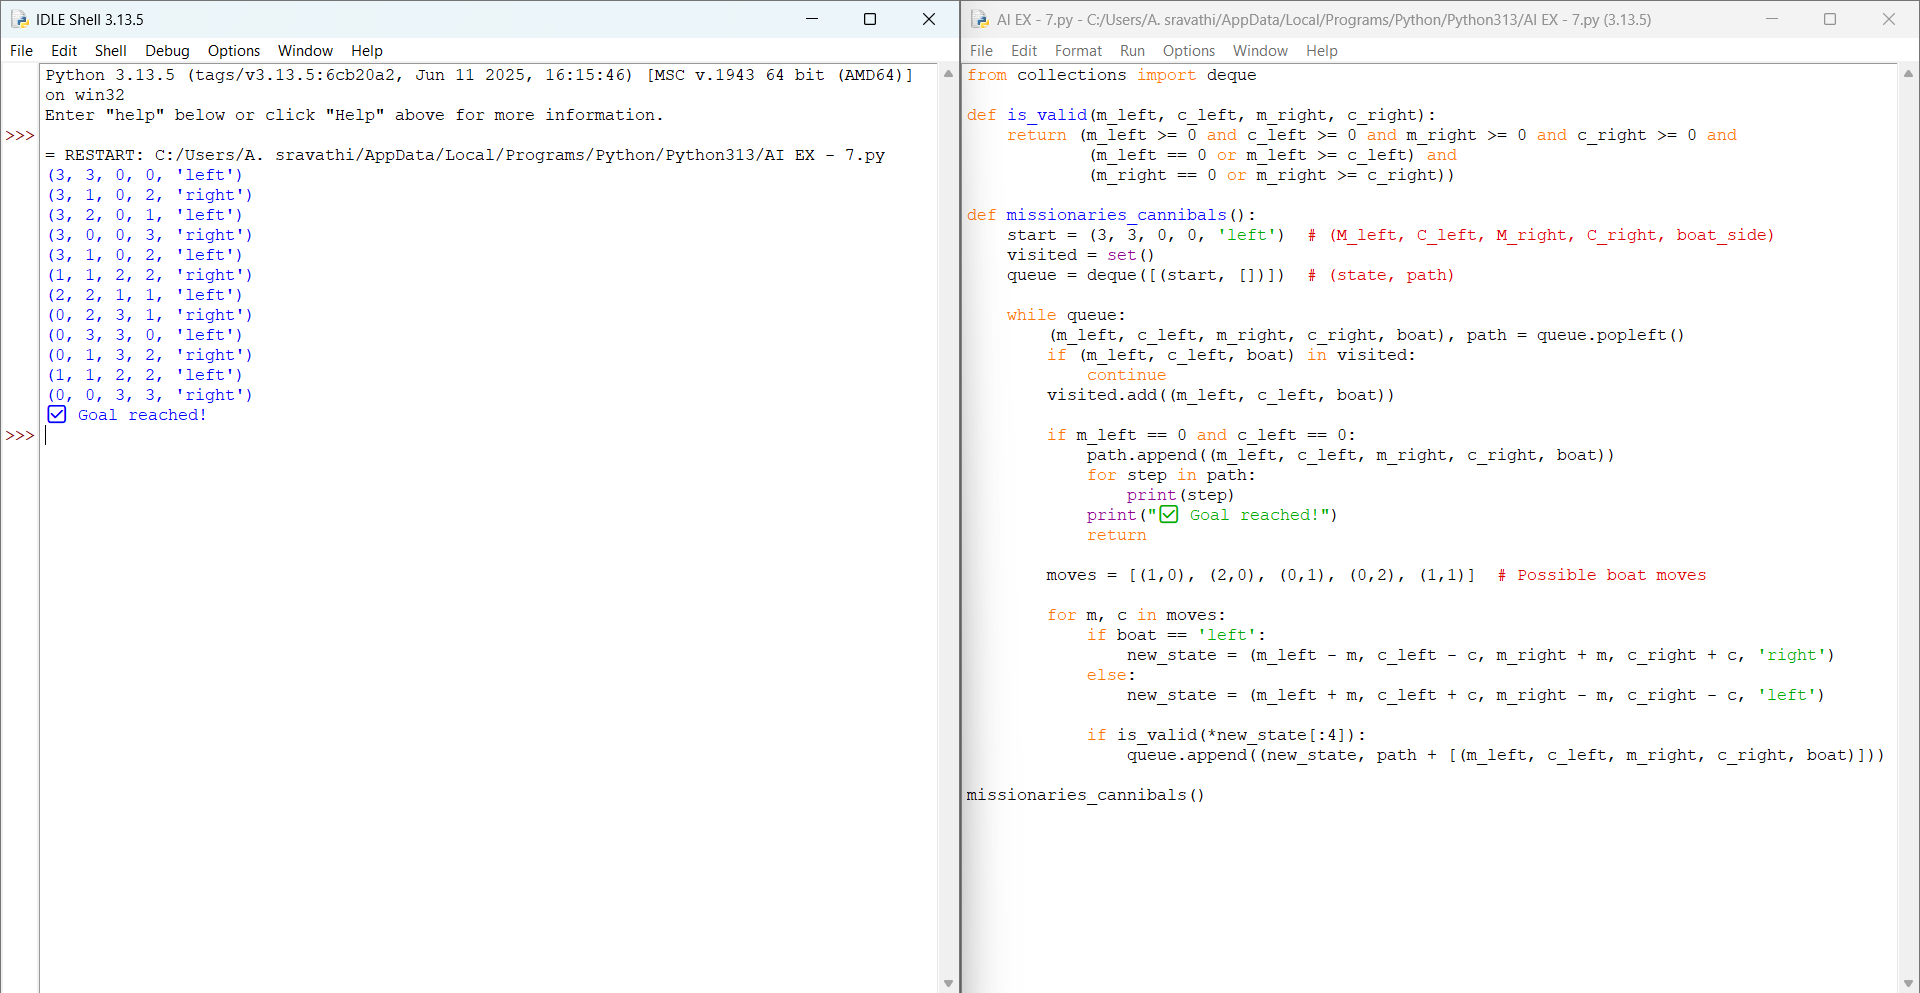 IDLE Shell 3.13.5
File Edit Shell Debug Options Window Help
Python 3.13.5 (tags/v3.13.5:6cb20a2, Jun 11 2025, 16:15:46) [MSC v.1943 64 bit (AMD64)]
on win32
Enter "help" below or click "Help" above for more information.
>>>
= RESTART: C:/Users/A. sravathi/AppData/Local/Programs/Python/Python313/AI EX - 7.py
(3, 3, 0, 0, 'left')
(3, 1, 0, 2, 'right')
(3, 2, 0, 1, 'left')
(3, 0, 0, 3, 'right')
(3, 1, 0, 2, 'left')
(1, 1, 2, 2, 'right')
(2, 2, 1, 1, 'left')
(0, 2, 3, 1, 'right')
(0, 3, 3, 0, 'left')
(0, 1, 3, 2, 'right')
(1, 1, 2, 2, 'left')
(0, 0, 3, 3, 'right')
✅ Goal reached!
>>>
AI EX - 7.py - C:/Users/A. sravathi/AppData/Local/Programs/Python/Python313/AI EX - 7.py (3.13.5)
File Edit Format Run Options Window Help
from collections import deque

def is_valid(m_left, c_left, m_right, c_right):
    return (m_left >= 0 and c_left >= 0 and m_right >= 0 and c_right >= 0 and
            (m_left == 0 or m_left >= c_left) and
            (m_right == 0 or m_right >= c_right))

def missionaries_cannibals():
    start = (3, 3, 0, 0, 'left')  # (M_left, C_left, M_right, C_right, boat_side)
    visited = set()
    queue = deque([(start, [])])  # (state, path)

    while queue:
        (m_left, c_left, m_right, c_right, boat), path = queue.popleft()
        if (m_left, c_left, boat) in visited:
            continue
        visited.add((m_left, c_left, boat))

        if m_left == 0 and c_left == 0:
            path.append((m_left, c_left, m_right, c_right, boat))
            for step in path:
                print(step)
            print("✅ Goal reached!")
            return

        moves = [(1,0), (2,0), (0,1), (0,2), (1,1)]  # Possible boat moves

        for m, c in moves:
            if boat == 'left':
                new_state = (m_left - m, c_left - c, m_right + m, c_right + c, 'right')
            else:
                new_state = (m_left + m, c_left + c, m_right - m, c_right - c, 'left')

            if is_valid(*new_state[:4]):
                queue.append((new_state, path + [(m_left, c_left, m_right, c_right, boat)]))

missionaries_cannibals()